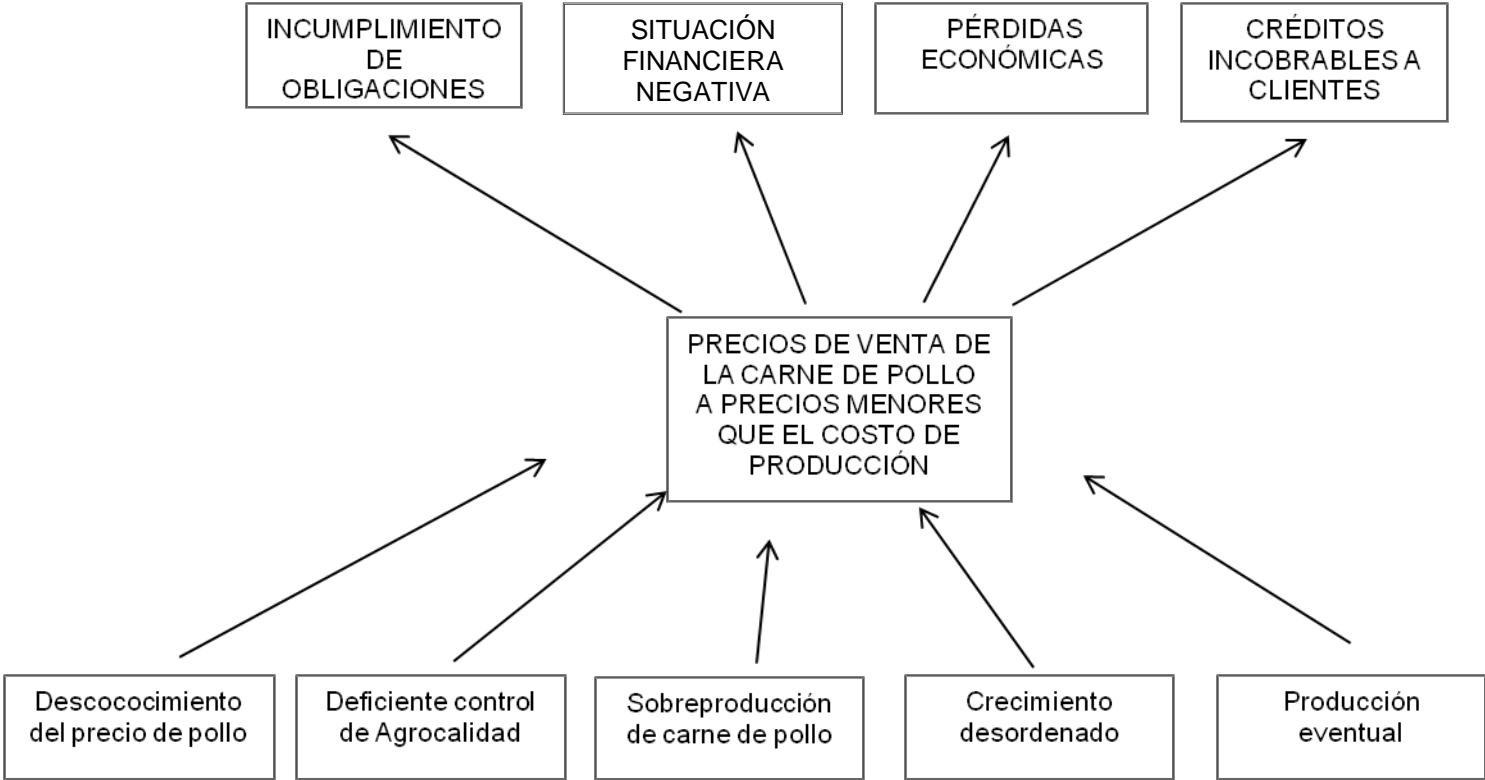 INCUMPLIMIENTO
DE
OBLIGACIONES
SITUACIÓN
FINANCIERA
NEGATIVA
PÉRDIDAS
ECONÓMICAS
CRÉDITOS
INCOBRABLES A
CLIENTES
PRECIOS DE VENTA DE
LA CARNE DE POLLO
A PRECIOS MENORES
QUE EL COSTO DE
PRODUCCIÓN
Descococimiento
del precio de pollo
Deficiente control
de Agrocalidad
Sobreproducción
de carne de pollo
Crecimiento
desordenado
Producción
eventual